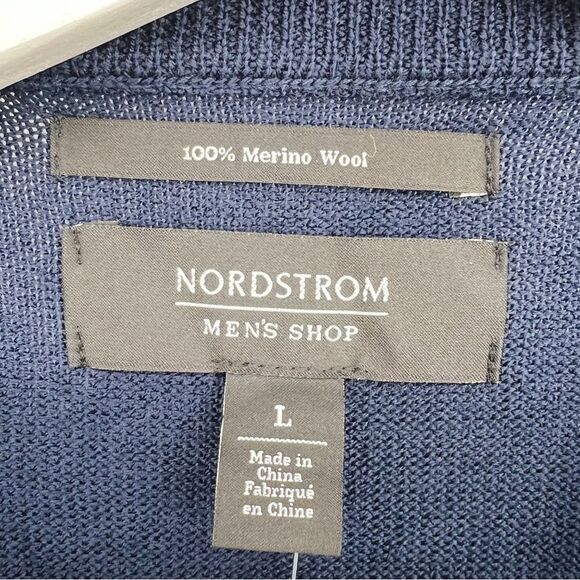 100% Merino Wool
NORDSTROM
MEN'S SHOP
L
Made in
China
Fabriqué
en Chine